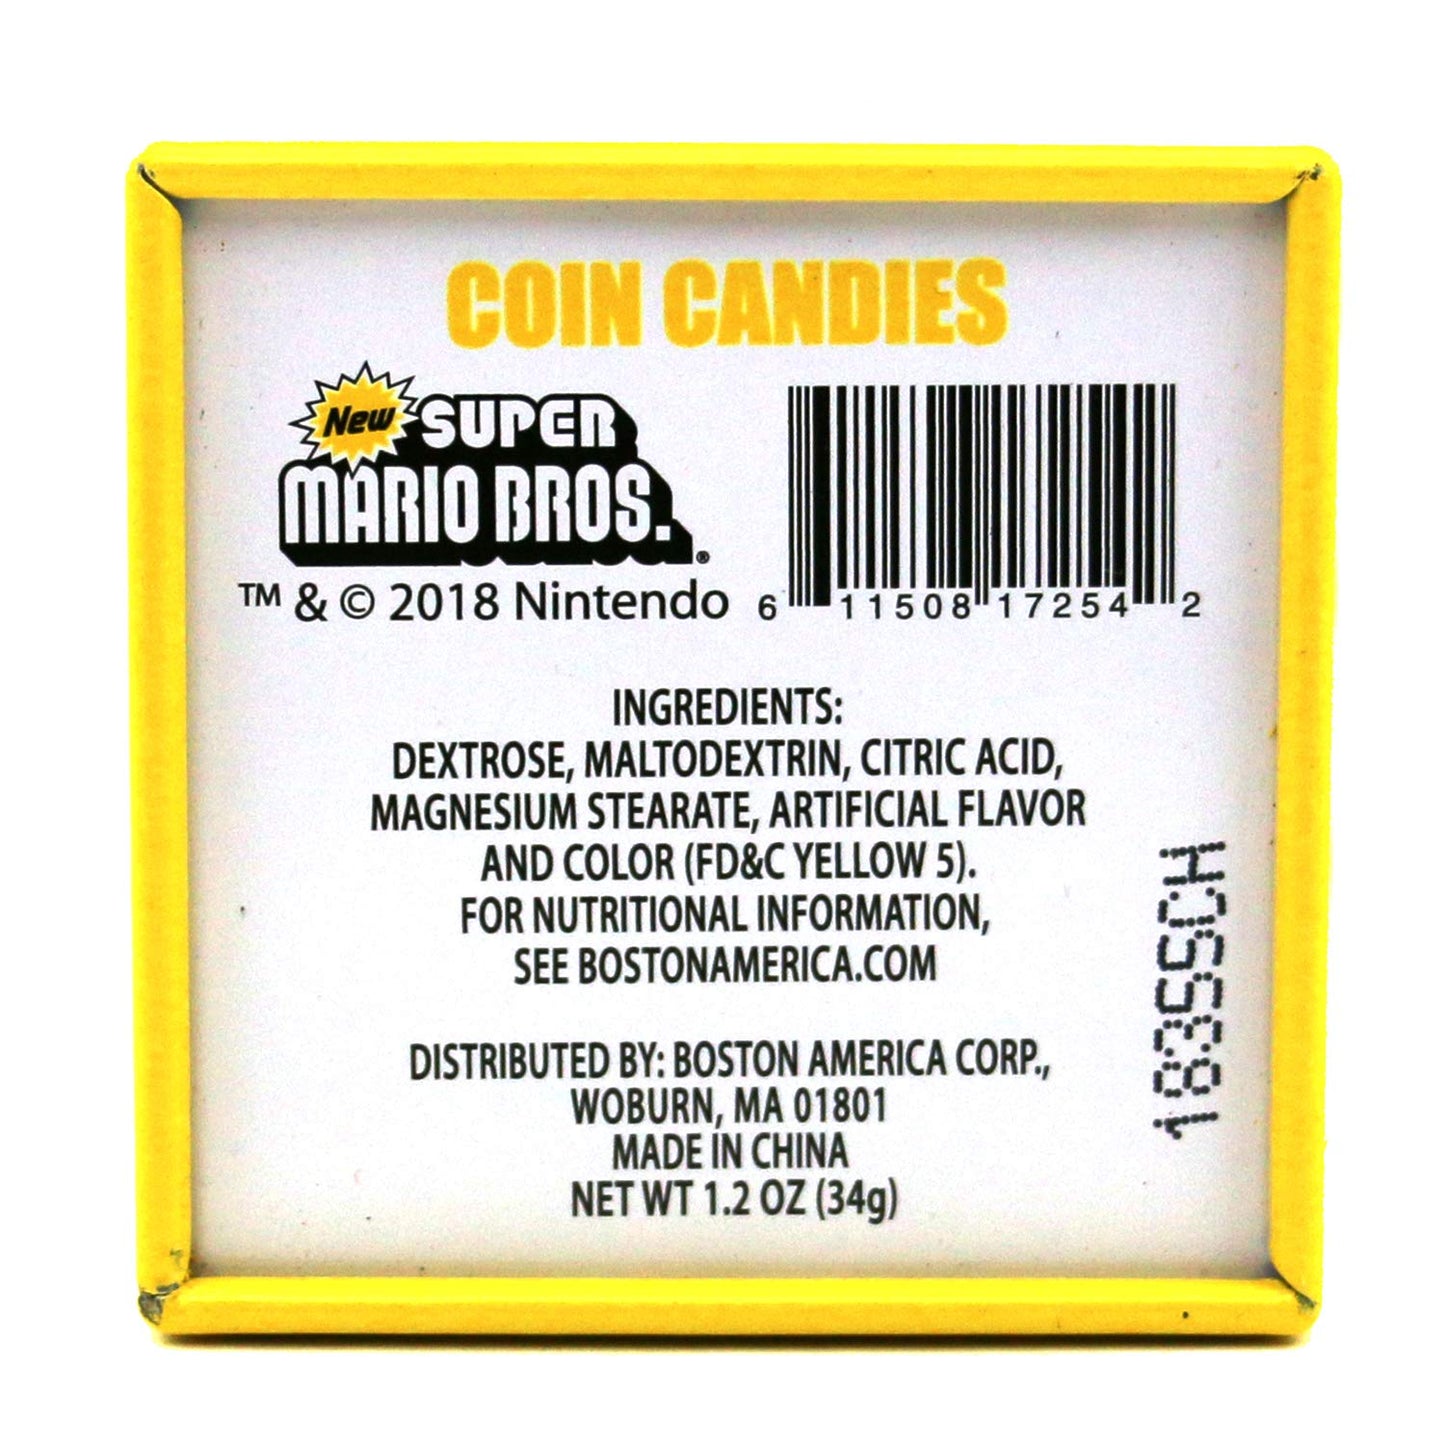 COIN CANDIES
New SUPER
MARIO BROS.®
™ & © 2018 Nintendo
6 11508 17254 2
INGREDIENTS:
DEXTROSE, MALTODEXTRIN, CITRIC ACID,
MAGNESIUM STEARATE, ARTIFICIAL FLAVOR
AND COLOR (FD&C YELLOW 5).
FOR NUTRITIONAL INFORMATION,
SEE BOSTONAMERICA.COM
DISTRIBUTED BY: BOSTON AMERICA CORP.,
WOBURN, MA 01801
MADE IN CHINA
NET WT 1.2 OZ (34g)
1835SCH